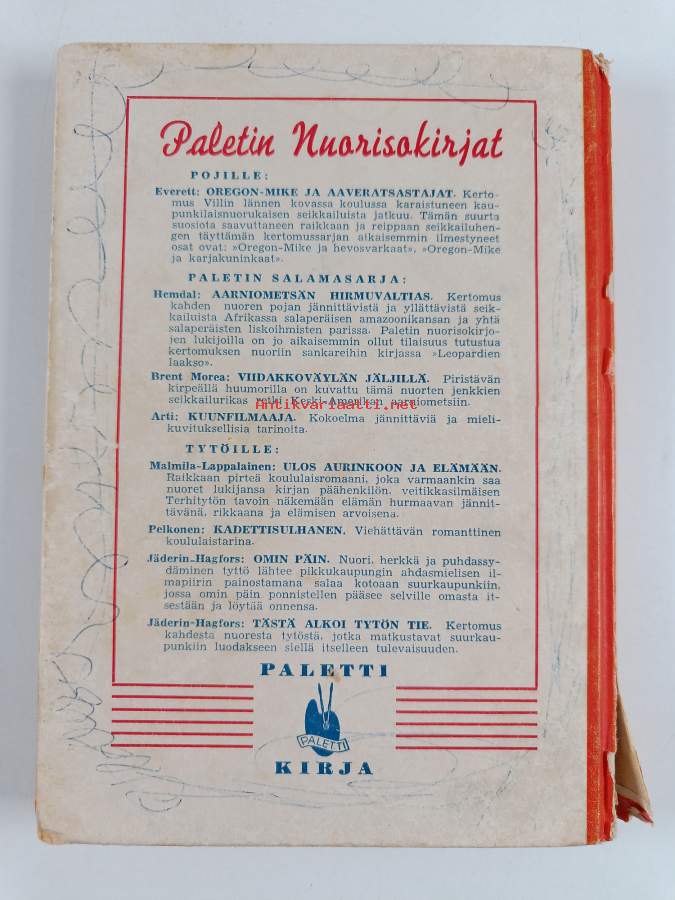 Paletin Nuorisokirjat
POJILLE:
Everett: OREGON-MIKE JA AAVERATSASTAJAT. Kerto-
mus Villin lännen kovassa koulussa karaistuneen kau-
punkilaisnuorukaisen seikkailuista jatkuu. Tämän suurta
suosiota saavuttaneen raikkaan ja reippaan seikkailuhen-
gen täyttämän kertomussarjan aikaisemmin ilmestyneet
osat ovat: »Oregon-Mike ja hevosvarkaat», »Oregon-Mike
ja karjakuninkaat».
PALETIN SALAMASARJA:
Hemdal: AARNIOMETSÄN HIRMUVALTIAS. Kertomus
kahden nuoren pojan jännittävistä ja yllättävistä seik-
kailuista Afrikassa salaperäisen amazoonikansan ja yhtä
salaperäisten liskoihmisten parissa. Paletin nuorisokirjo-
jen lukijoilla on jo aikaisemmin ollut tilaisuus tutustua
kertomuksen nuoriin sankareihin kirjassa »Leopardien
laakso».
Brent Morea: VIIDAKKOVÄYLÄN JÄLJILLÄ. Piristävän
kirpeällä huumorilla on kuvattu tämä nuorten jenkkien
seikkailurikas retki Keski-Amerikan aarniometsiin.
Antikvariaatti.net
Arti: KUUNFILMAAJA. Kokoelma jännittäviä ja mieli-
kuvituksellisia tarinoita.
TYTÖILLE:
Malmila-Lappalainen: ULOS AURINKOON JA ELÄMÄÄN.
Raikkaan pirteä koululaisromaani, joka varmaankin saa
nuoret lukijansa kirjan päähenkilön, veitikkasilmäisen
Terhitytön tavoin näkemään elämän hurmaavan jännit-
tävänä, rikkaana ja elämisen arvoisena.
Pelkonen: KADETTISULHANEN. Viehättävän romanttinen
koululaistarina.
Jäderin-Hagfors: OMIN PÄIN. Nuori, herkkä ja puhdassy-
däminen tyttö lähtee pikkukaupungin ahdasmielisen il-
mapiirin painostamana salaa kotoaan suurkaupunkiin,
jossa omin päin ponnistellen pääsee selville omasta it-
sestään ja löytää onnensa.
Jäderin-Hagfors: TÄSTÄ ALKOI TYTÖN TIE. Kertomus
kahdesta nuoresta tytöstä, jotka matkustavat suurkau-
punkiin luodakseen siellä itselleen tulevaisuuden.
PALETTI
PALETTI
KIRJA